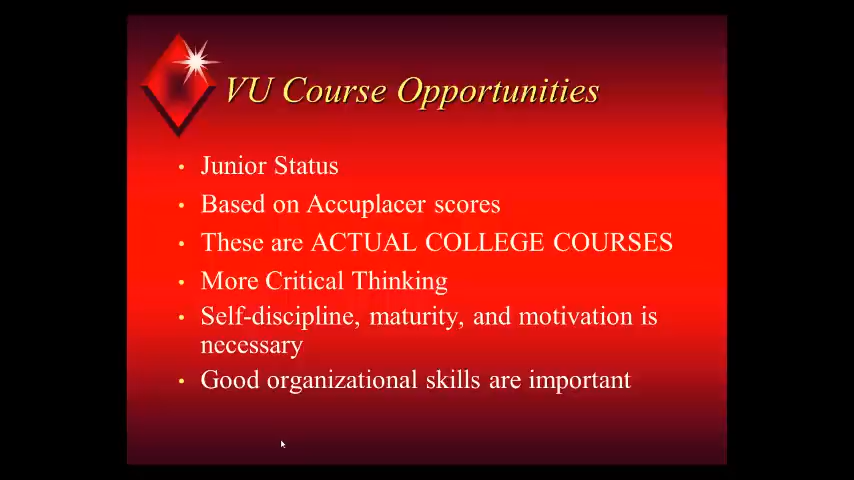 VU Course Opportunities
• Junior Status
• Based on Accuplacer scores
• These are ACTUAL COLLEGE COURSES
• More Critical Thinking
• Self-discipline, maturity, and motivation is
necessary
• Good organizational skills are important